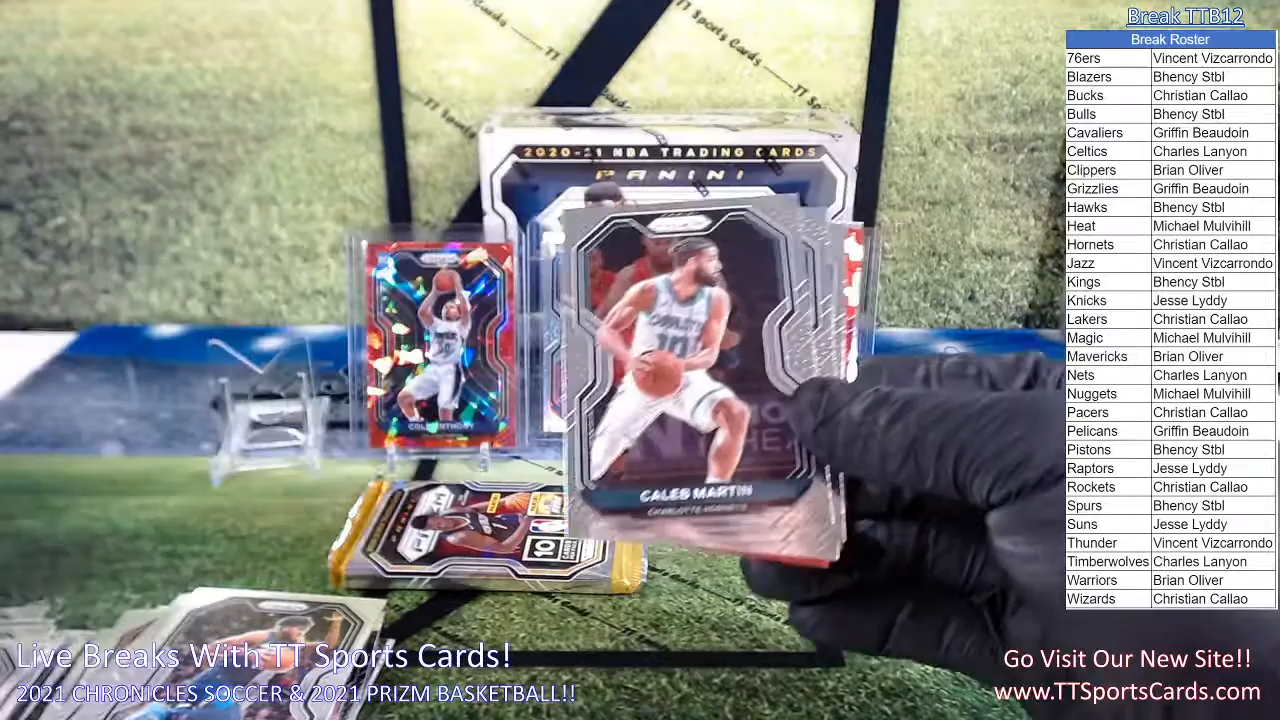 Break TTB12
Break Roster
76ers Vincent Vizcarrondo
Blazers Bhency Stbl
Bucks Christian Callao
Bulls Bhency Stbl
Cavaliers Griffin Beaudoin
Celtics Charles Lanyon
Clippers Brian Oliver
Grizzlies Griffin Beaudoin
Hawks Bhency Stbl
Heat Michael Mulvihill
Hornets Christian Callao
Jazz Vincent Vizcarrondo
Kings Bhency Stbl
Knicks Jesse Lyddy
Lakers Christian Callao
Magic Michael Mulvihill
Mavericks Brian Oliver
Nets Charles Lanyon
Nuggets Michael Mulvihill
Pacers Christian Callao
Pelicans Griffin Beaudoin
Pistons Bhency Stbl
Raptors Jesse Lyddy
Rockets Christian Callao
Spurs Bhency Stbl
Suns Jesse Lyddy
Thunder Vincent Vizcarrondo
Timberwolves Charles Lanyon
Warriors Brian Oliver
Wizards Christian Callao
TT Sports Cards
2020-21 NBA TRADING CARDS
PANINI
PRIZM
COLE ANTHONY
CALEB MARTIN
CHARLOTTE HORNETS
10
Live Breaks With TT Sports Cards!
2021 CHRONICLES SOCCER & 2021 PRIZM BASKETBALL!!
Go Visit Our New Site!!
www.TTSportsCards.com